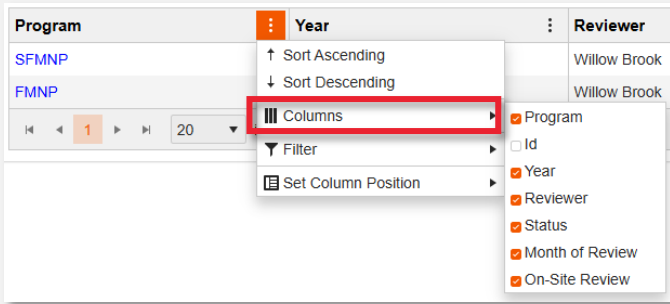 Program Year Reviewer
SFMNP Willow Brook
FMNP Willow Brook
1 20
Sort Ascending
Sort Descending
Columns
Filter
Set Column Position
Program
Id
Year
Reviewer
Status
Month of Review
On-Site Review